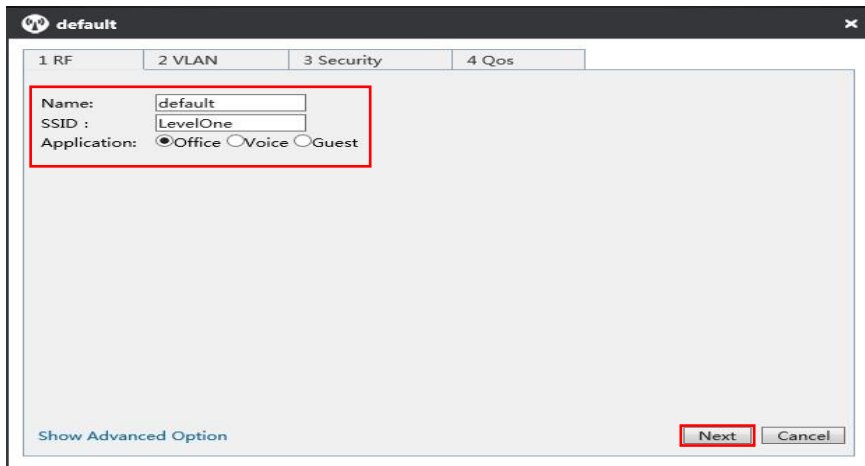 default
1 RF 2 VLAN 3 Security 4 Qos
Name: default
SSID : LevelOne
Application: Office Voice Guest
Show Advanced Option Next Cancel